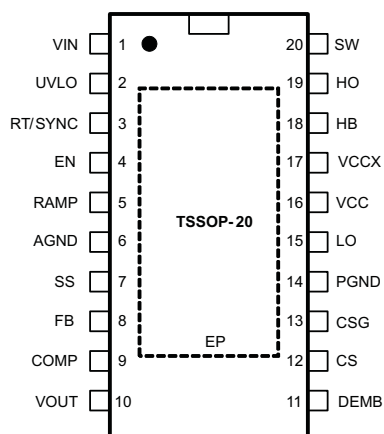 VIN 1 20 SW
UVLO 2 19 HO
RT/SYNC 3 18 HB
EN 4 17 VCCX
RAMP 5 16 VCC
TSSOP-20
AGND 6 15 LO
SS 7 14 PGND
FB 8 13 CSG
EP
COMP 9 12 CS
VOUT 10 11 DEMB